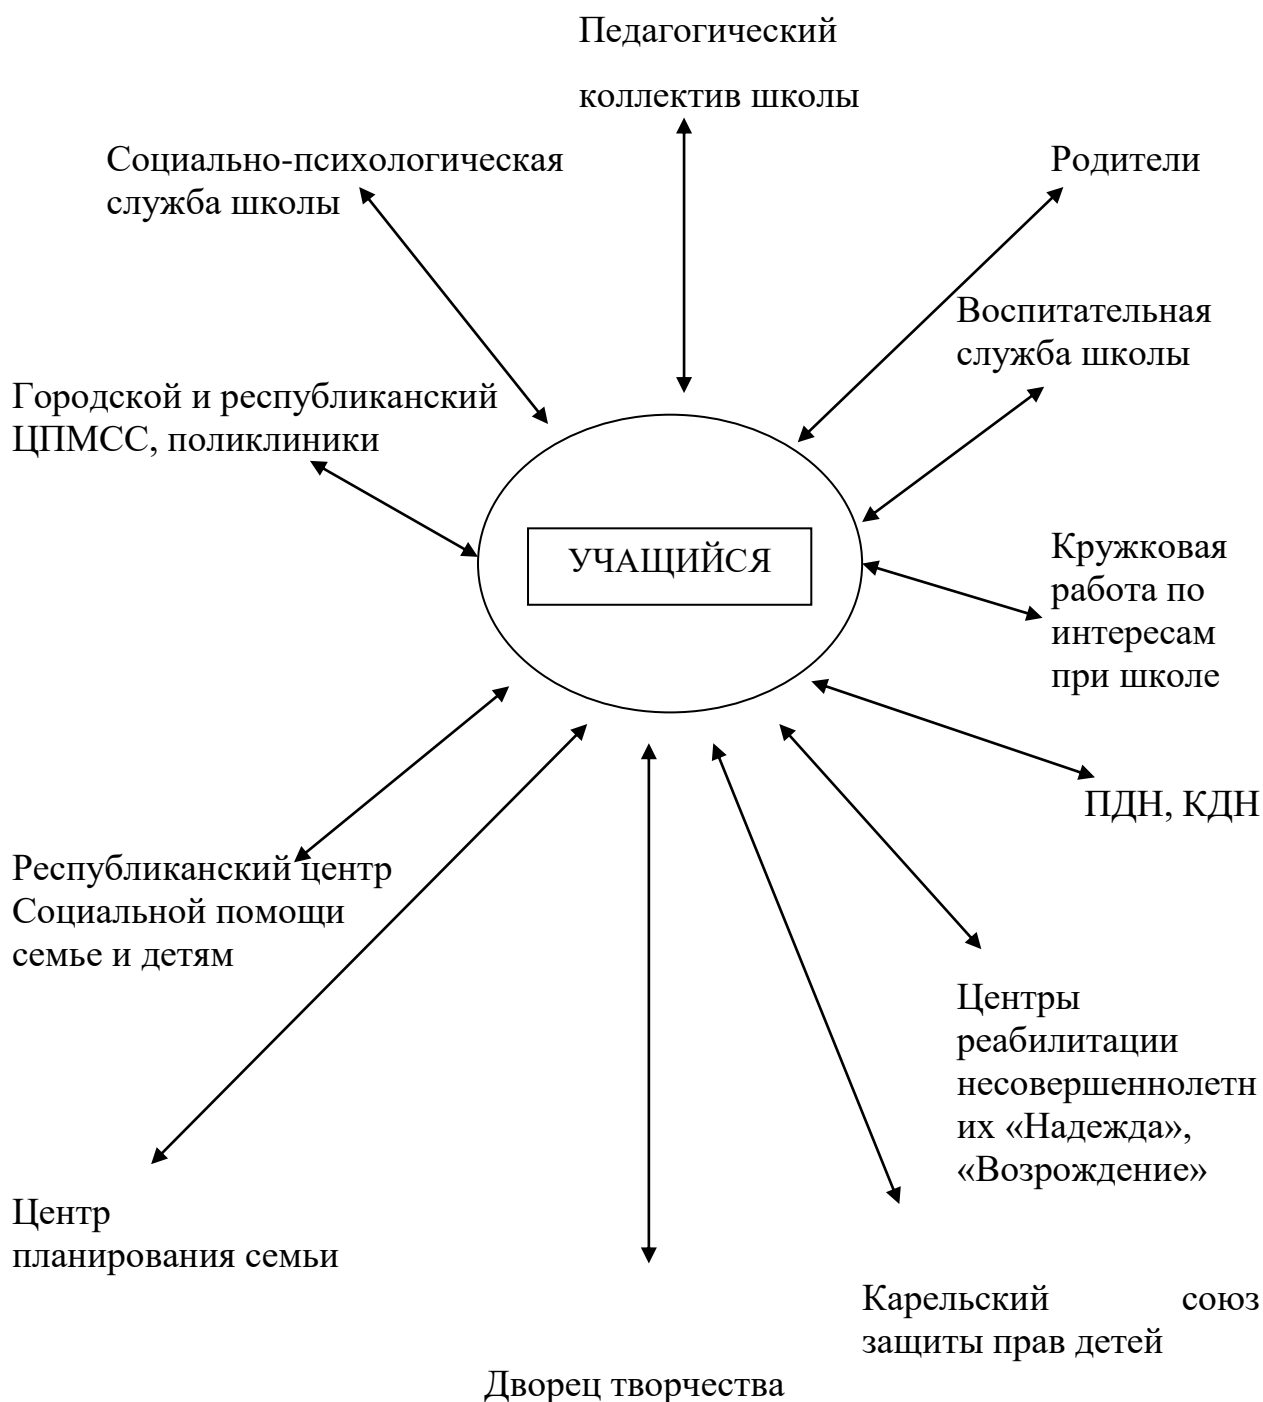 Педагогический
коллектив школы
Социально-психологическая
служба школы
Родители
Воспитательная
служба школы
Городской и республиканский
ЦПМСС, поликлиники
УЧАЩИЙСЯ
Кружковая
работа по
интересам
при школе
ПДН, КДН
Республиканский центр
Социальной помощи
семье и детям
Центры
реабилитации
несовершеннолетн
их «Надежда»,
«Возрождение»
Центр
планирования семьи
Карельский союз
защиты прав детей
Дворец творчества